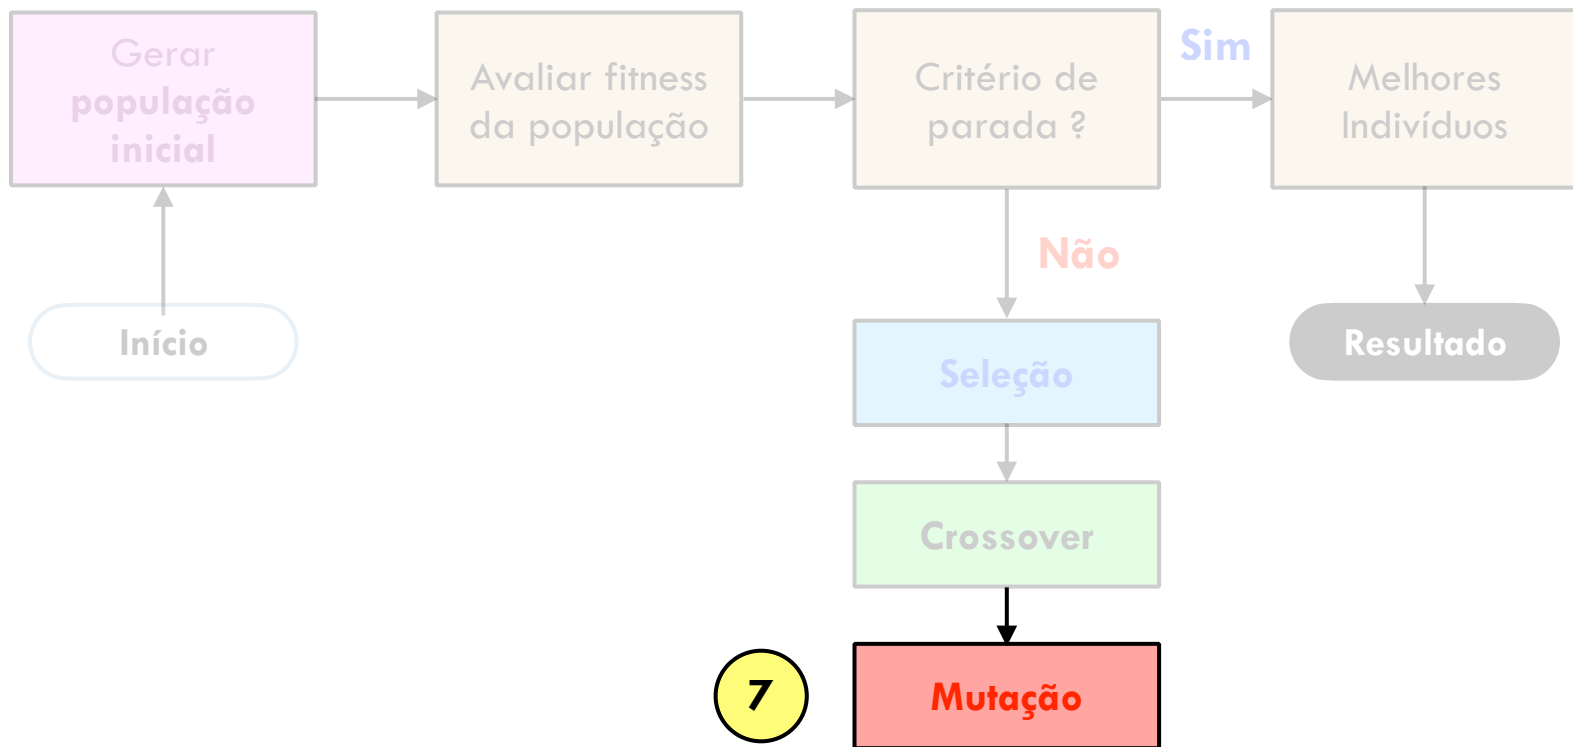 Gerar
população
inicial
Avaliar fitness
da população
Critério de
parada ?
Sim
Melhores
Indivíduos
Não
Início
Resultado
Seleção
Crossover
7
Mutação